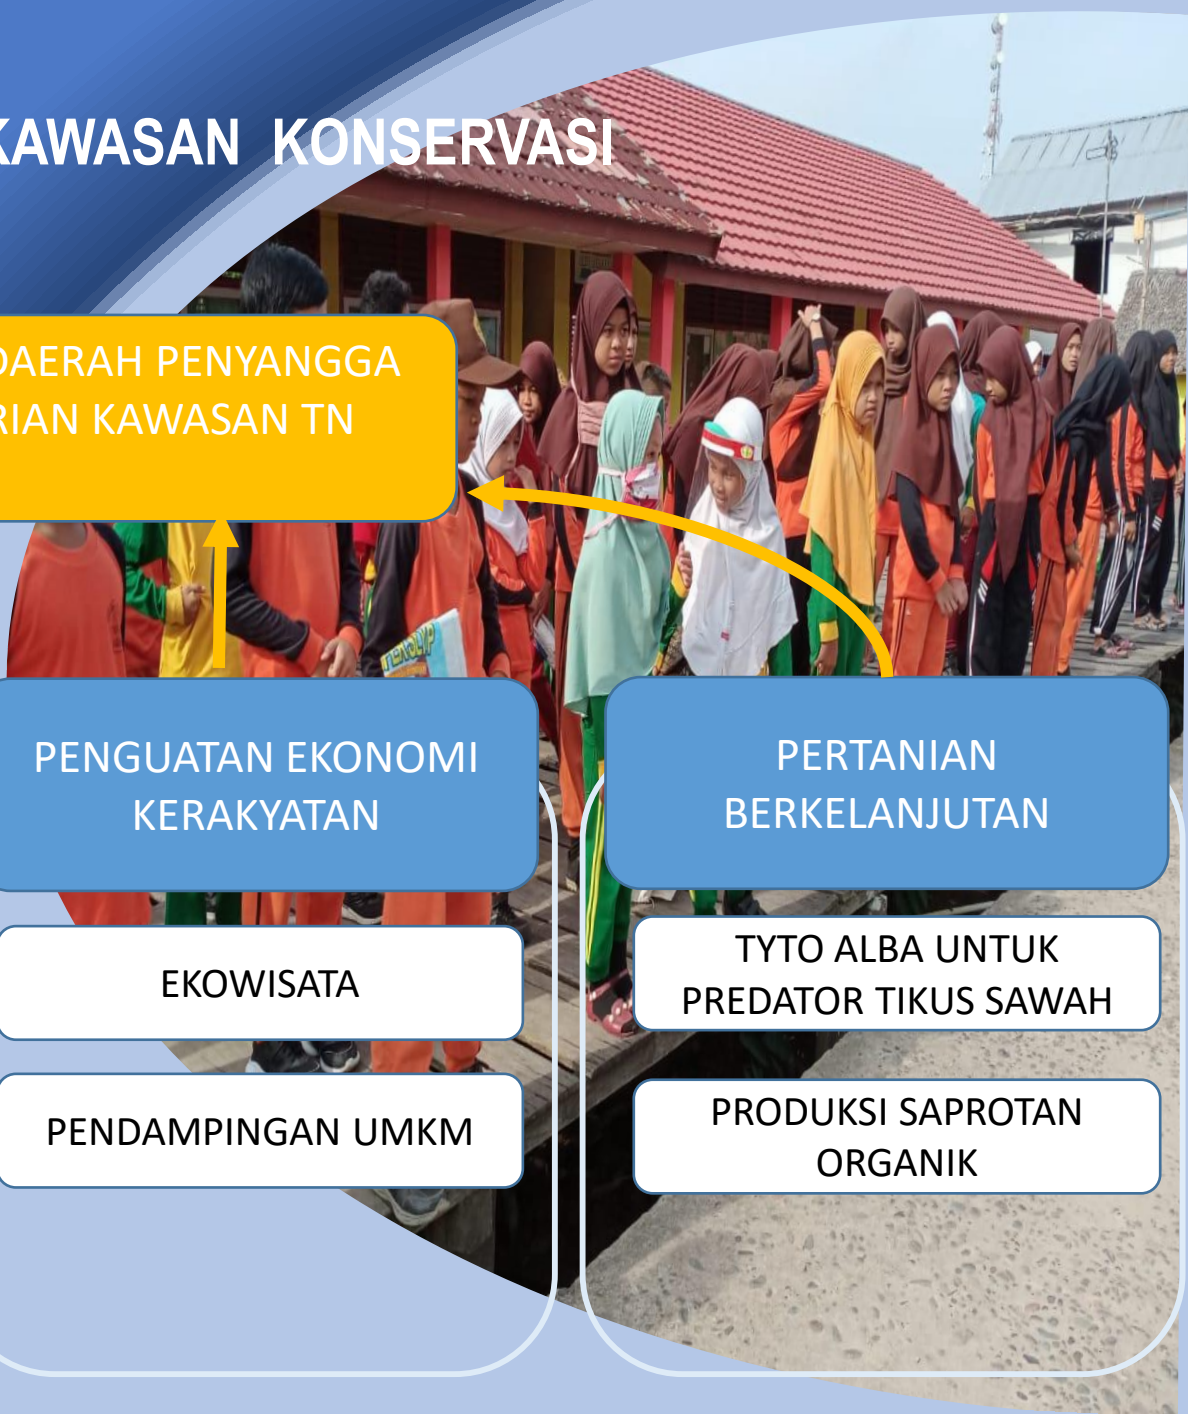 KAWASAN KONSERVASI
DAERAH PENYANGGA
RIAN KAWASAN TN
PENGUATAN EKONOMI
KERAKYATAN
PERTANIAN
BERKELANJUTAN
EKOWISATA
TYTO ALBA UNTUK
PREDATOR TIKUS SAWAH
PENDAMPINGAN UMKM
PRODUKSI SAPROTAN
ORGANIK